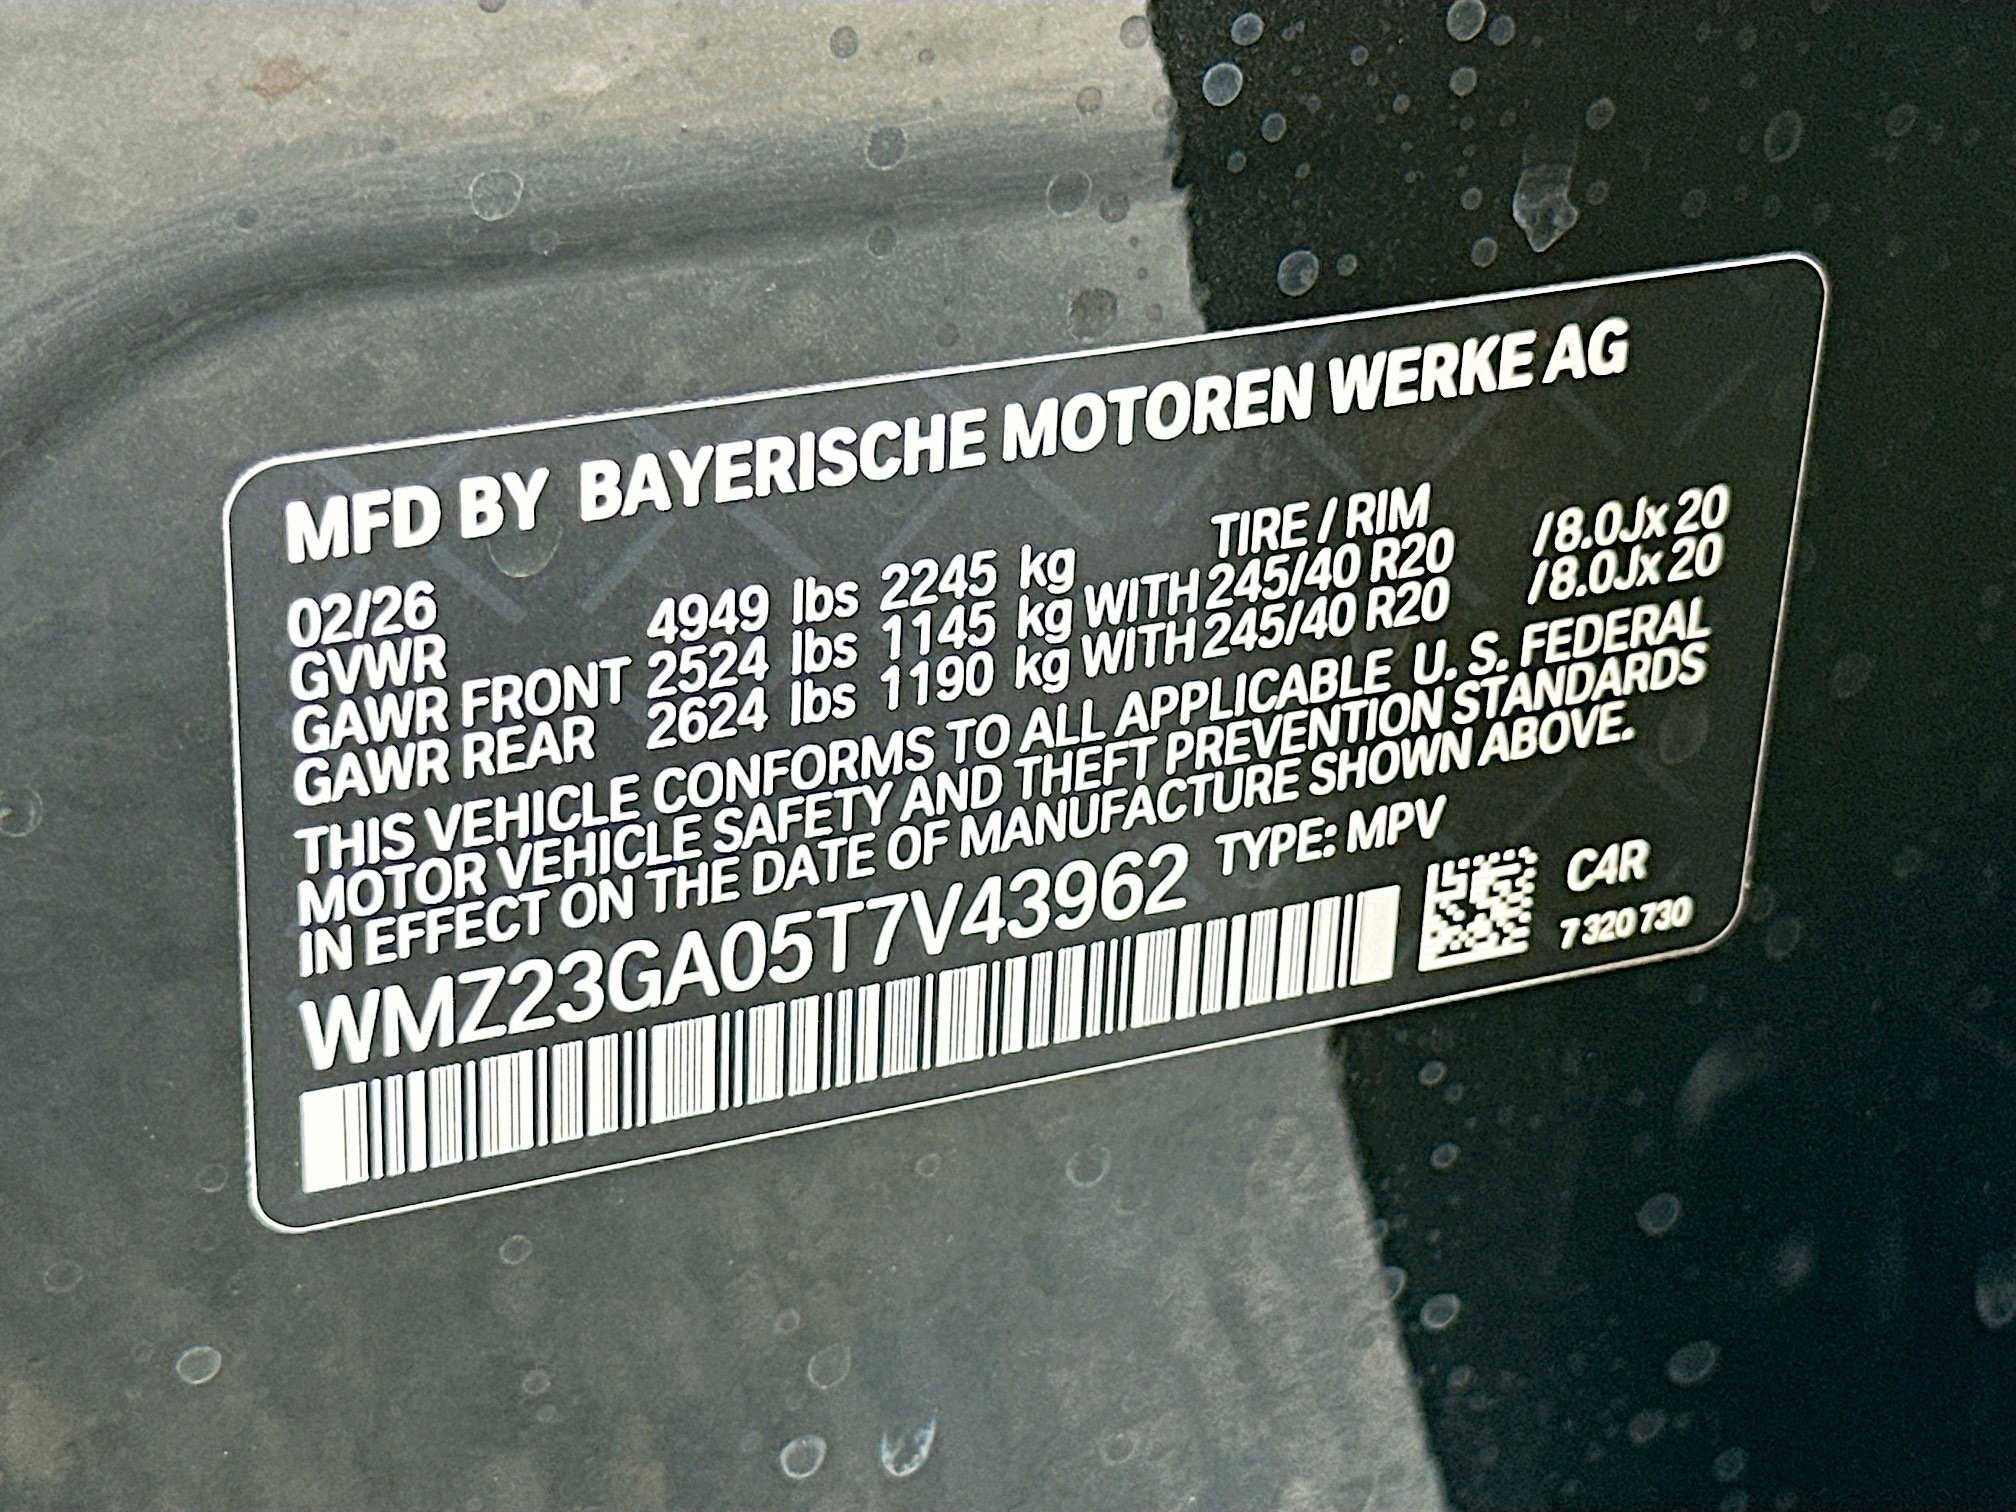 MFD BY BAYERISCHE MOTOREN WERKE AG
02/26 TIRE / RIM
GVWR 4949 lbs 2245 kg
GAWR FRONT 2524 lbs 1145 kg WITH 245/40 R20 /8.0Jx 20
GAWR REAR 2624 lbs 1190 kg WITH 245/40 R20 /8.0Jx 20
THIS VEHICLE CONFORMS TO ALL APPLICABLE U. S. FEDERAL
MOTOR VEHICLE SAFETY AND THEFT PREVENTION STANDARDS
IN EFFECT ON THE DATE OF MANUFACTURE SHOWN ABOVE.
WMZ23GA05T7V43962 TYPE: MPV
C4R
7 320 730